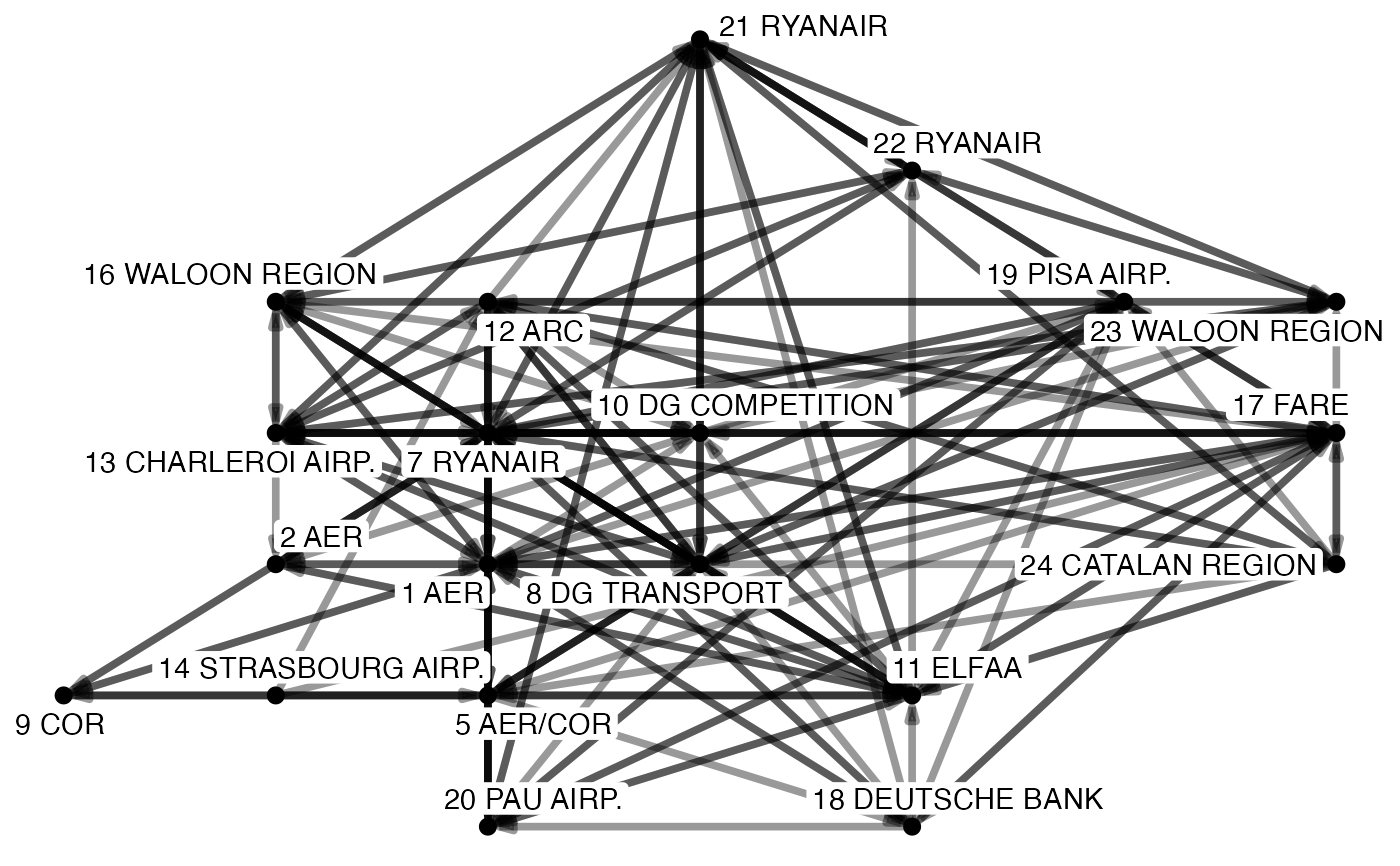 21 RYANAIR
22 RYANAIR
16 WALOON REGION
19 PISA AIRP.
12 ARC
23 WALOON REGION
10 DG COMPETITION
17 FARE
13 CHARLEROI AIRP.
7 RYANAIR
2 AER
24 CATALAN REGION
1 AER
8 DG TRANSPORT
14 STRASBOURG AIRP.
11 ELFAA
9 COR
5 AER/COR
20 PAU AIRP.
18 DEUTSCHE BANK